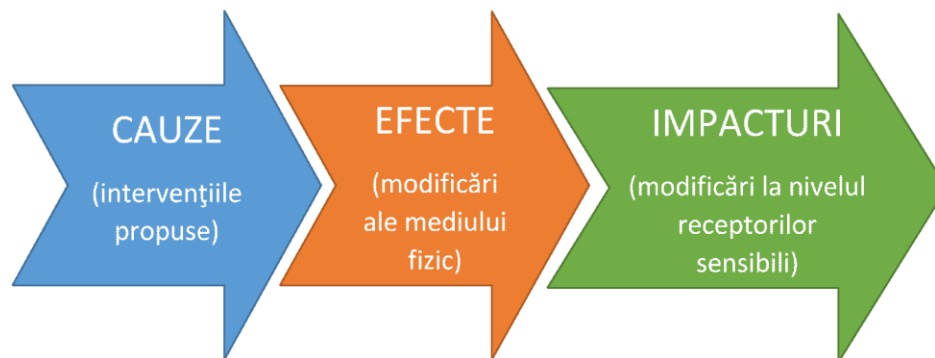 CAUZE
(intervenţiile
propuse)
EFECTE
(modificări
ale mediului
fizic)
IMPACTURI
(modificări la nivelul
receptorilor
sensibili)